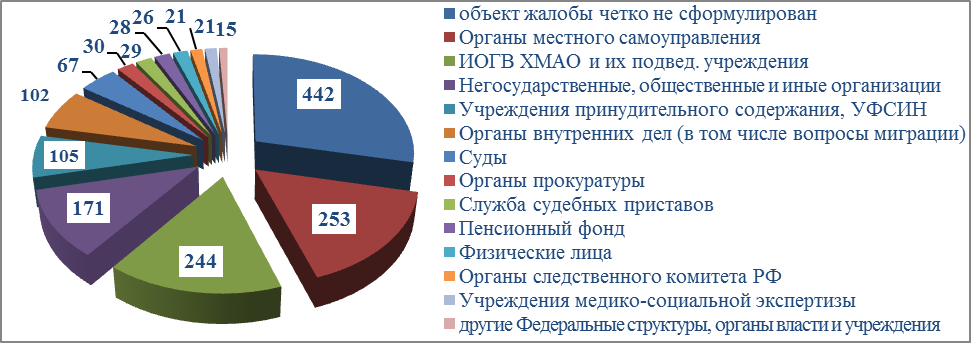 26
21
28
21
15
30
29
67
102
442
105
171
253
244
объект жалобы четко не сформулирован
Органы местного самоуправления
ИОГВ ХМАО и их подвед. учреждения
Негосударственные, общественные и иные организации
Учреждения принудительного содержания, УФСИН
Органы внутренних дел (в том числе вопросы миграции)
Суды
Органы прокуратуры
Служба судебных приставов
Пенсионный фонд
Физические лица
Органы следственного комитета РФ
Учреждения медико-социальной экспертизы
другие Федеральные структуры, органы власти и учреждения